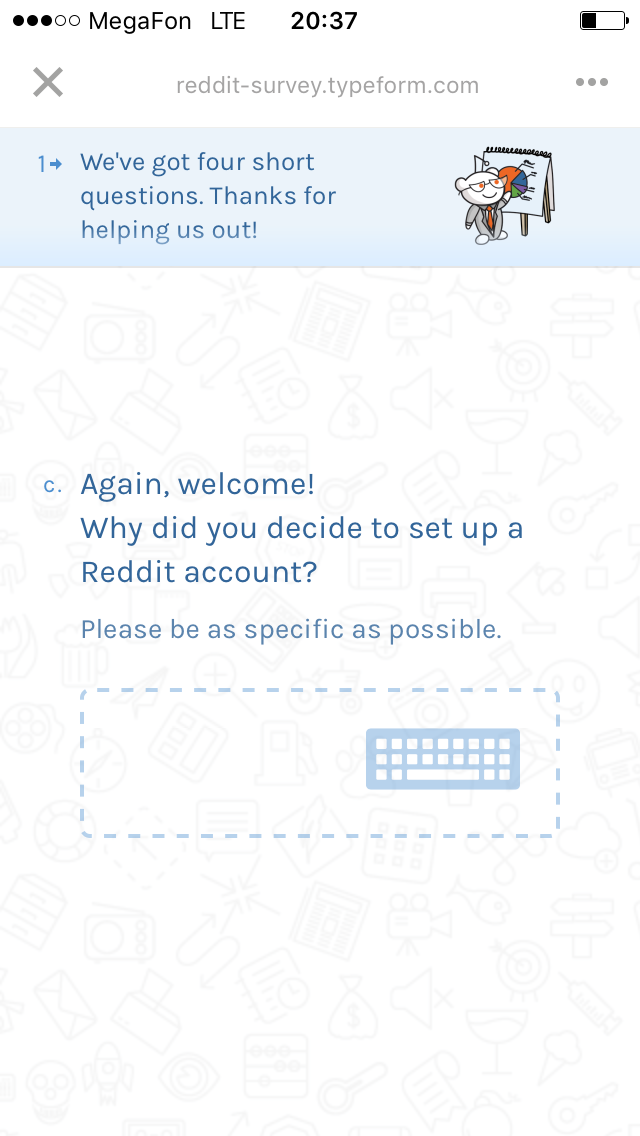 MegaFon LTE 20:37
reddit-survey.typeform.com
1 We've got four short
questions. Thanks for
helping us out!
c. Again, welcome!
Why did you decide to set up a
Reddit account?
Please be as specific as possible.